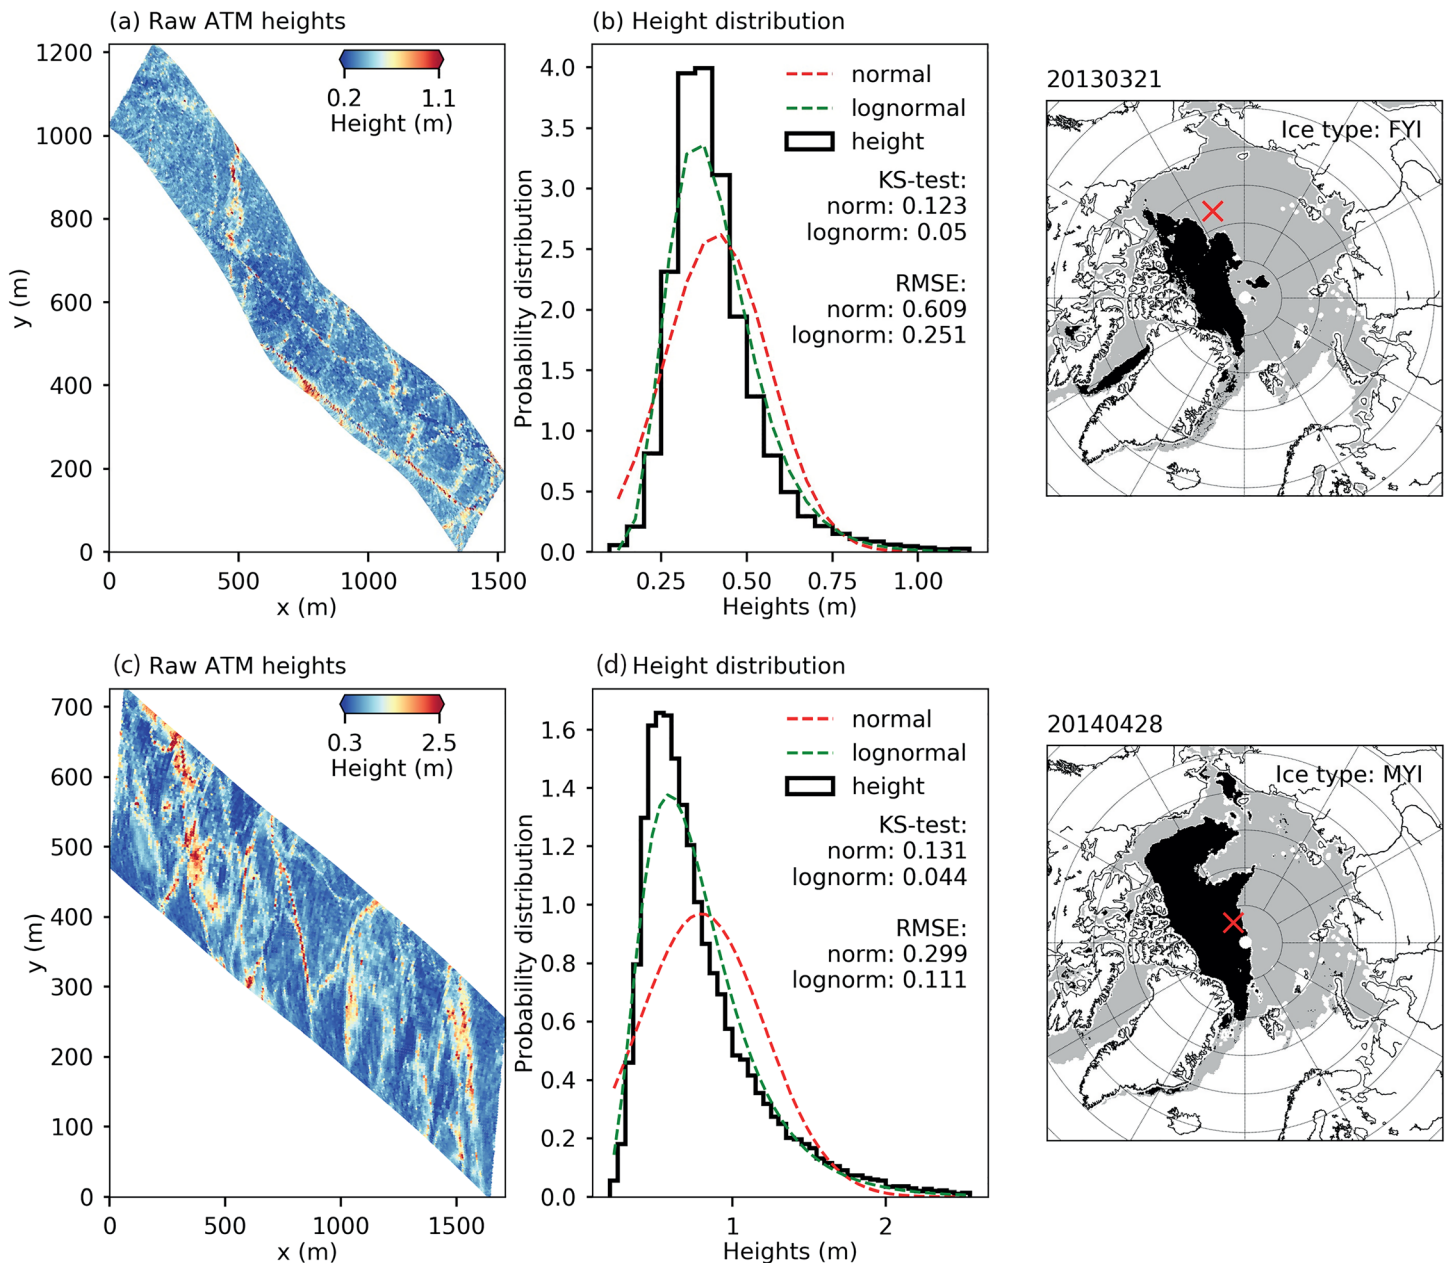 (a) Raw ATM heights
1200
1000
800
600
400
200
0
y (m)
0.2 1.1
Height (m)
0 500 1000 1500
x (m)
(b) Height distribution
4.0
3.5
3.0
2.5
2.0
1.5
1.0
0.5
0.0
Probability distribution
normal
lognormal
height
KS-test:
norm: 0.123
lognorm: 0.05
RMSE:
norm: 0.609
lognorm: 0.251
0.25 0.50 0.75 1.00
Heights (m)
20130321
Ice type: FYI
(c) Raw ATM heights
700
600
500
400
300
200
100
0
y (m)
0.3 2.5
Height (m)
0 500 1000 1500
x (m)
(d) Height distribution
1.6
1.4
1.2
1.0
0.8
0.6
0.4
0.2
0.0
Probability distribution
normal
lognormal
height
KS-test:
norm: 0.131
lognorm: 0.044
RMSE:
norm: 0.299
lognorm: 0.111
1 2
Heights (m)
20140428
Ice type: MYI